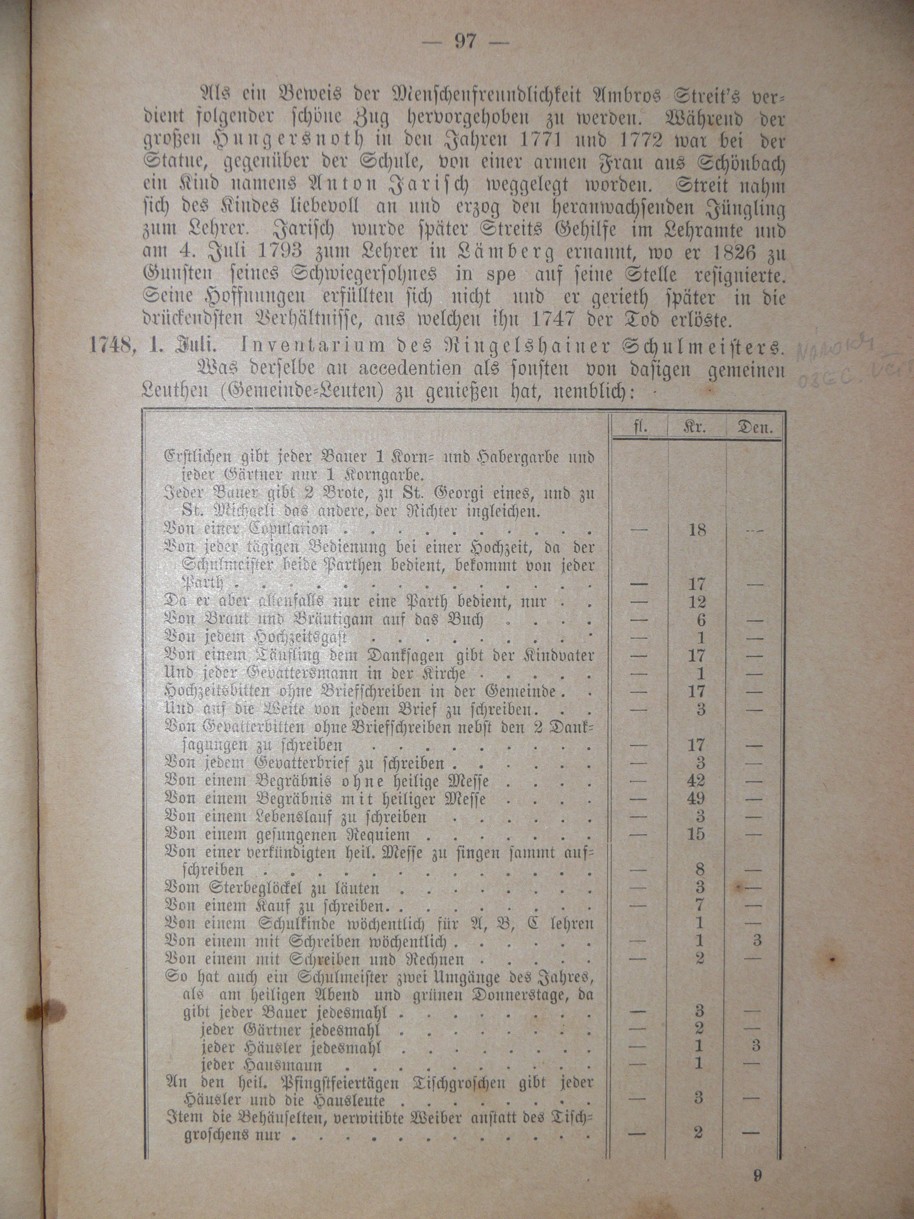 — 97 —
Als ein Beweis der Menschenfreundlichkeit Ambros Streit's ver=
dient folgender schöne Zug hervorgehoben zu werden. Während der
großen Hungersnoth in den Jahren 1771 und 1772 war bei der
Statue, gegenüber der Schule, von einer armen Frau aus Schönbach
ein Kind namens Anton Jarisch weggelegt worden. Streit nahm
sich des Kindes liebevoll an und erzog den heranwachsenden Jüngling
zum Lehrer. Jarisch wurde später Streits Gehilfe im Lehramte und
am 4. Juli 1793 zum Lehrer in Lämberg ernannt, wo er 1826 zu
Gunsten seines Schwiegersohnes in spe auf seine Stelle resignierte.
Seine Hoffnungen erfüllten sich nicht und er gerieth später in die
drückendsten Verhältnisse, aus welchen ihn 1747 der Tod erlöste.
1748, 1. Juli. Inventarium des Ringelshainer Schulmeisters.
Was derselbe an accedentien als sonsten von dasigen gemeinen
Leuthen (Gemeinde=Leuten) zu genießen hat, nemblich:
fl. Kr. Den.
Erstlichen gibt jeder Bauer 1 Korn= und Habergarbe und
jeder Gärtner nur 1 Korngarbe.
Jeder Bauer gibt 2 Brote, zu St. Georgi eines, und zu
St. Michaeli das andere, der Richter ingleichen.
Von einer Copulation . . . . . . . . . . — 18 —
Von jeder tägigen Bedienung bei einer Hochzeit, da der
Schulmeister beide Parthen bedient, bekommt von jeder
Parth . . . . . . . . . . . . . . — 17 —
Da er aber allenfalls nur eine Parth bedient, nur . . — 12
Von Braut und Bräutigam auf das Buch . . . . — 6 —
Von jedem Hochzeitsgast . . . . . . . . . — 1 —
Von einem Täufling dem Danksagen gibt der Kindvater — 17 —
Und jeder Gevattersmann in der Kirche . . . . . — 1 —
Hochzeitsbitten ohne Briefschreiben in der Gemeinde . . — 17 —
Und auf die Weite von jedem Brief zu schreiben. . . — 3 —
Von Gevatterbitten ohne Briefschreiben nebst den 2 Dank=
sagungen zu schreiben . . . . . . . . — 17 —
Von jedem Gevatterbrief zu schreiben . . . . . . — 3 —
Von einem Begräbnis ohne heilige Messe . . . . — 42 —
Von einem Begräbnis mit heiliger Messe . . . . — 49 —
Von einem Lebenslauf zu schreiben . . . . . . — 3 —
Von einem gesungenen Requiem . . . . . . . — 15 —
Von einer verkündigten heil. Messe zu singen sammt auf=
schreiben . . . . . . . . . . . . . — 8 —
Vom Sterbeglöckel zu läuten . . . . . . . . — 3 —
Von einem Kauf zu schreiben. . . . . . . . . — 7 —
Von einem Schulkinde wöchentlich für A, B, C lehren 1 —
Von einem mit Schreiben wöchentlich . . . . . . — 1 3
Von einem mit Schreiben und Rechnen . . . . . — 2 —
So hat auch ein Schulmeister zwei Umgänge des Jahres,
als am heiligen Abend und grünen Donnerstage, da
gibt jeder Bauer jedesmahl . . . . . . . . — 3 —
jeder Gärtner jedesmahl . . . . . . . . — 2 —
jeder Häusler jedesmahl . . . . . . . . — 1 3
jeder Hausmann . . . . . . . . . . — 1 —
An den heil. Pfingstfeiertägen Tischgroschen gibt jeder
Häusler und die Hausleute . . . . . . . . — 3 —
Item die Behäuselten, verwitibte Weiber anstatt des Tisch=
groschens nur . . . . . . . . . . . . — 2 —
9